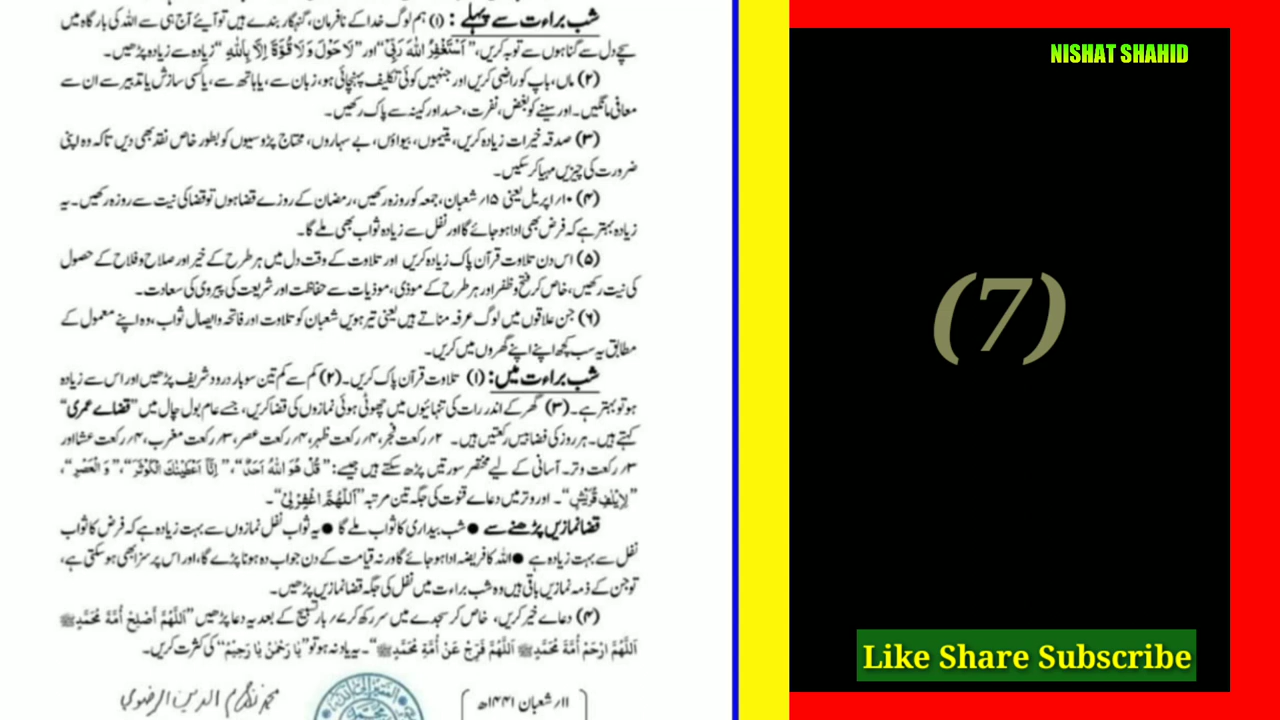 شب براءت سے پہلے: (۱) ہم لوگ خدا کے نافرمان، گنہگار بندے ہیں تو آیئے آج ہی سے اللہ کی بارگاہ میں
سچے دل سے گناہوں سے توبہ کریں، ”اَسْتَغْفِرُ اللهَ رَبِّیْ“ اور ”لَا حَوْلَ وَلَا قُوَّةَ اِلَّا بِاللهِ“ زیادہ سے زیادہ پڑھیں۔
(۲) ماں، باپ کو راضی کریں اور جنہیں کوئی تکلیف پہنچائی ہو، زبان سے، یا ہاتھ سے، یا کسی سازش یا تدبیر سے ان سے
معافی مانگیں۔ اور سینے کو بغض، نفرت، حسد اور کینہ سے پاک رکھیں۔
(۳) صدقہ خیرات زیادہ کریں، یتیموں، بیواؤں، بے سہاروں، محتاج پڑوسیوں کو بطور خاص نقد بھی دیں تاکہ وہ اپنی
ضرورت کی چیزیں مہیا کر سکیں۔
(۴) ۱۰؍اپریل یعنی ۱۵؍ شعبان، جمعہ کو روزہ رکھیں، رمضان کے روزے قضا ہوں تو قضا کی نیت سے روزہ رکھیں۔ یہ
زیادہ بہتر ہے کہ فرض بھی ادا ہو جائے گا اور نفل سے زیادہ ثواب بھی ملے گا۔
(۵) اس دن تلاوت قرآن پاک زیادہ کریں اور تلاوت کے وقت دل میں ہر طرح کے خیر اور صلاح و فلاح کے حصول
کی نیت رکھیں، خاص کر فتح و ظفر اور ہر طرح کے موذی، موذیات سے حفاظت اور شریعت کی پیروی کی سعادت۔
(۶) جن علاقوں میں لوگ عرفہ مناتے ہیں یعنی تیرہویں شعبان کو تلاوت اور فاتحہ و ایصال ثواب، وہ اپنے معمول کے
مطابق یہ سب کچھ اپنے اپنے گھروں میں کریں۔
شب براءت میں: (۱) تلاوت قرآن پاک کریں۔ (۲) کم سے کم تین سو بار درود شریف پڑھیں اور اس سے زیادہ
ہو تو بہتر ہے۔ (۳) گھر کے اندر رات کی تنہائیوں میں چھوٹی ہوئی نمازوں کی قضا کریں، جسے عام بول چال میں ”قضاے عمری“
کہتے ہیں۔ ہر روز کی قضا بیس رکعتیں ہیں۔ ۲؍ رکعت فجر، ۴؍ رکعت ظہر، ۴؍ رکعت عصر، ۳؍ رکعت مغرب، ۴؍ رکعت عشا اور
۳؍ رکعت وتر۔ آسانی کے لیے مختصر سورتیں پڑھ سکتے ہیں جیسے: ”قُلْ هُوَ اللهُ اَحَدٌ“، ”اِنَّاۤ اَعْطَيْنٰكَ الْكَوْثَرَ“، ”وَ الْعَصْرِ“،
”لِاِيْلٰفِ قُرَيْشٍ“۔ اور وتر میں دعاے قنوت کی جگہ تین مرتبہ ”اَللّٰهُمَّ اغْفِرْ لِیْ“۔
قضا نمازیں پڑھنے سے ● شب بیداری کا ثواب ملے گا ● یہ ثواب نفل نمازوں سے بہت زیادہ ہے کہ فرض کا ثواب
نفل سے بہت زیادہ ہے ● اللہ کا فریضہ ادا ہو جائے گا ورنہ قیامت کے دن جواب دہ ہونا پڑے گا، اور اس پر سزا بھی ہو سکتی ہے،
تو جن کے ذمہ نمازیں باقی ہیں وہ شب براءت میں نفل کی جگہ قضا نمازیں پڑھیں۔
(۴) دعاے خیر کریں، خاص کر سجدے میں سر رکھ کر ۷؍ بار تسبیح کے بعد یہ دعا پڑھیں ”اَللّٰهُمَّ اَصْلِحْ اُمَّةَ مُحَمَّدٍ ﷺ
اَللّٰهُمَّ ارْحَمْ اُمَّةَ مُحَمَّدٍ ﷺ اَللّٰهُمَّ فَرِّجْ عَنْ اُمَّةِ مُحَمَّدٍ ﷺ“۔ یہ یاد نہ ہو تو ”يَا رَحْمٰنُ يَا رَحِيْمُ“ کی کثرت کریں۔
۱۱؍ شعبان ۱۴۴۱ھ
محمد نظام الدین الرضوی
NISHAT SHAHID
(7)
Like Share Subscribe